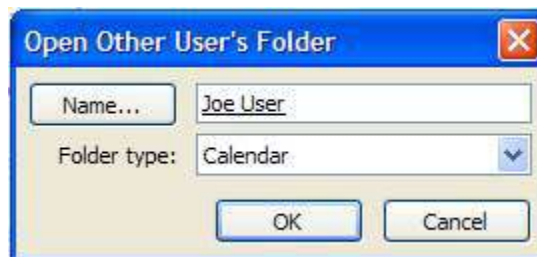 Open Other User's Folder
Name... Joe User
Folder type: Calendar
OK Cancel